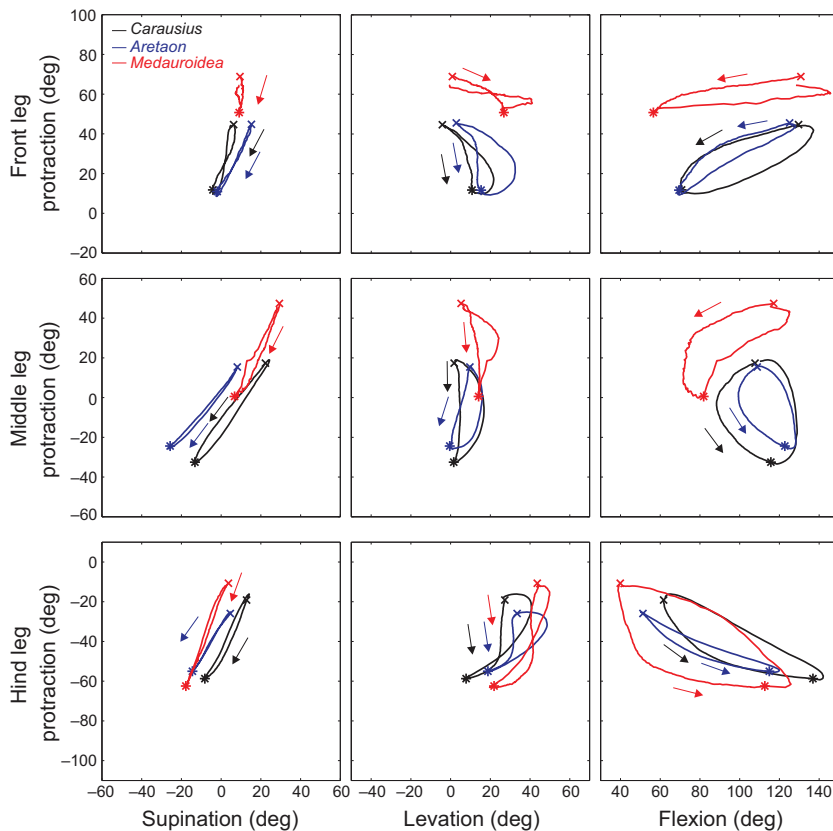 Carausius
Aretaon
Medauroidea
Front leg
protraction (deg)
100
80
60
40
20
0
–20
Middle leg
protraction (deg)
60
40
20
0
–20
–40
–60
Hind leg
protraction (deg)
0
–20
–40
–60
–80
–100
–60 –40 –20 0 20 40 60
–40 –20 0 20 40 60
40 60 80 100 120 140
Supination (deg)
Levation (deg)
Flexion (deg)